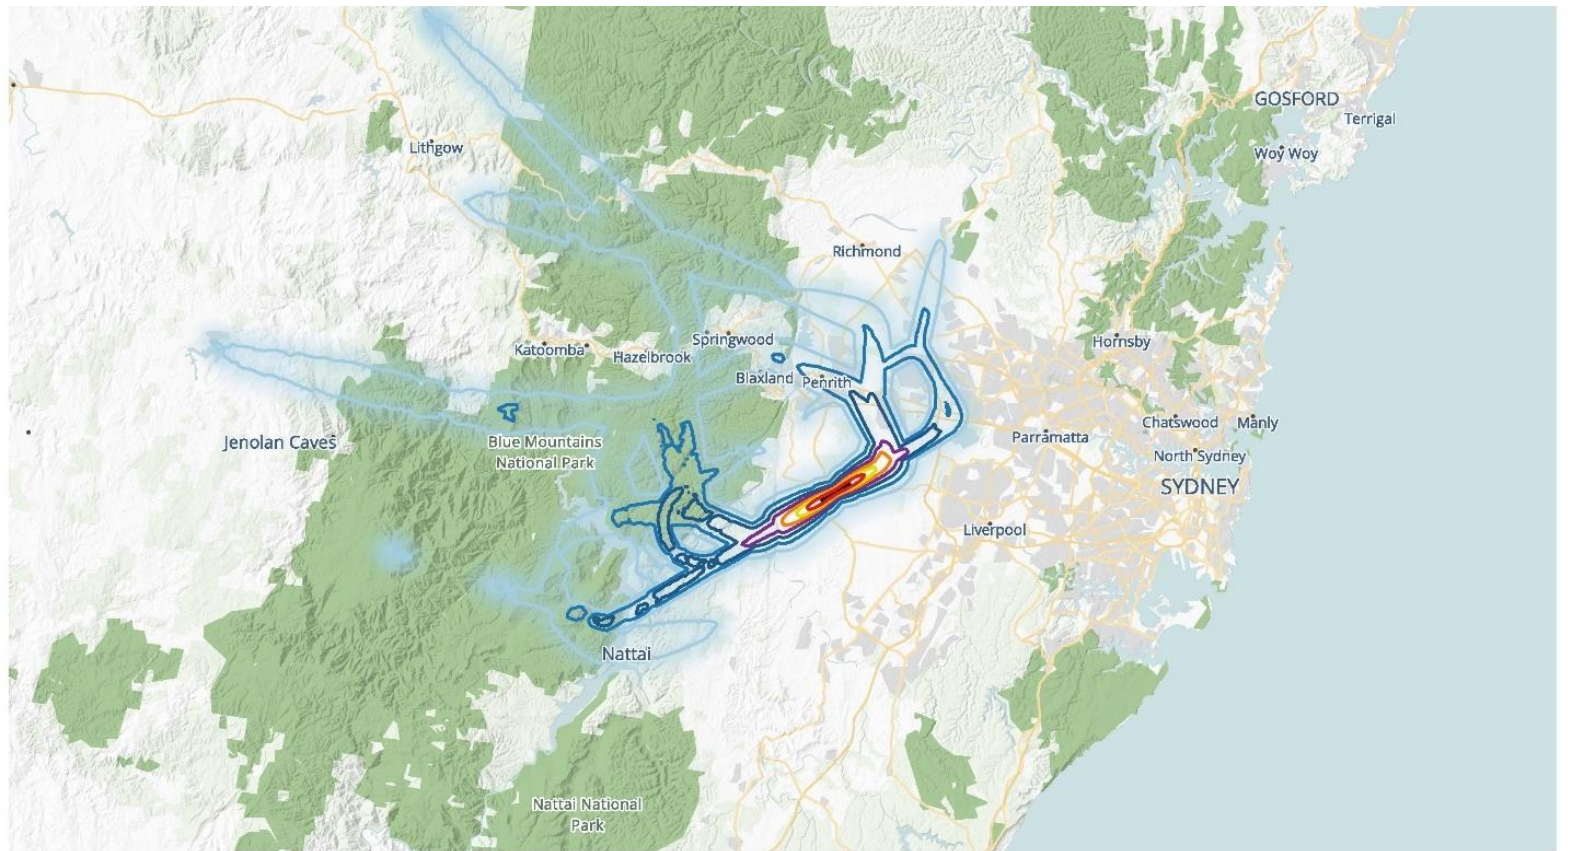 GOSFORD
Terrigal
Lithgow
Woy Woy
Richmond
Springwood
Hornsby
Katoomba
Hazelbrook
Blaxland
Penrith
Chatswood
Manly
Jenolan Caves
Blue Mountains
National Park
Parramatta
North Sydney
SYDNEY
Liverpool
Nattai
Nattai National
Park